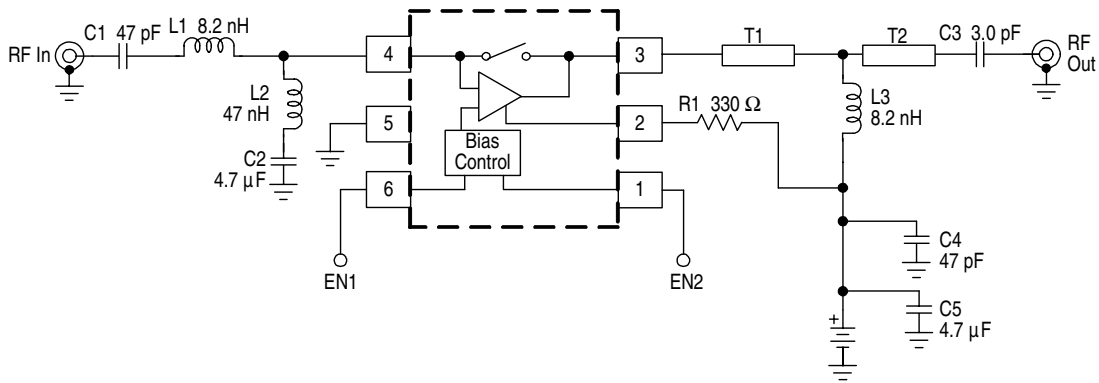 C1 47 pF L1 8.2 nH
RF In
L2
47 nH
C2
4.7 µF
4
5
6
EN1
Bias
Control
3
2
1
EN2
R1 330 Ω
T1
T2
C3 3.0 pF
RF
Out
L3
8.2 nH
C4
47 pF
C5
4.7 µF
+